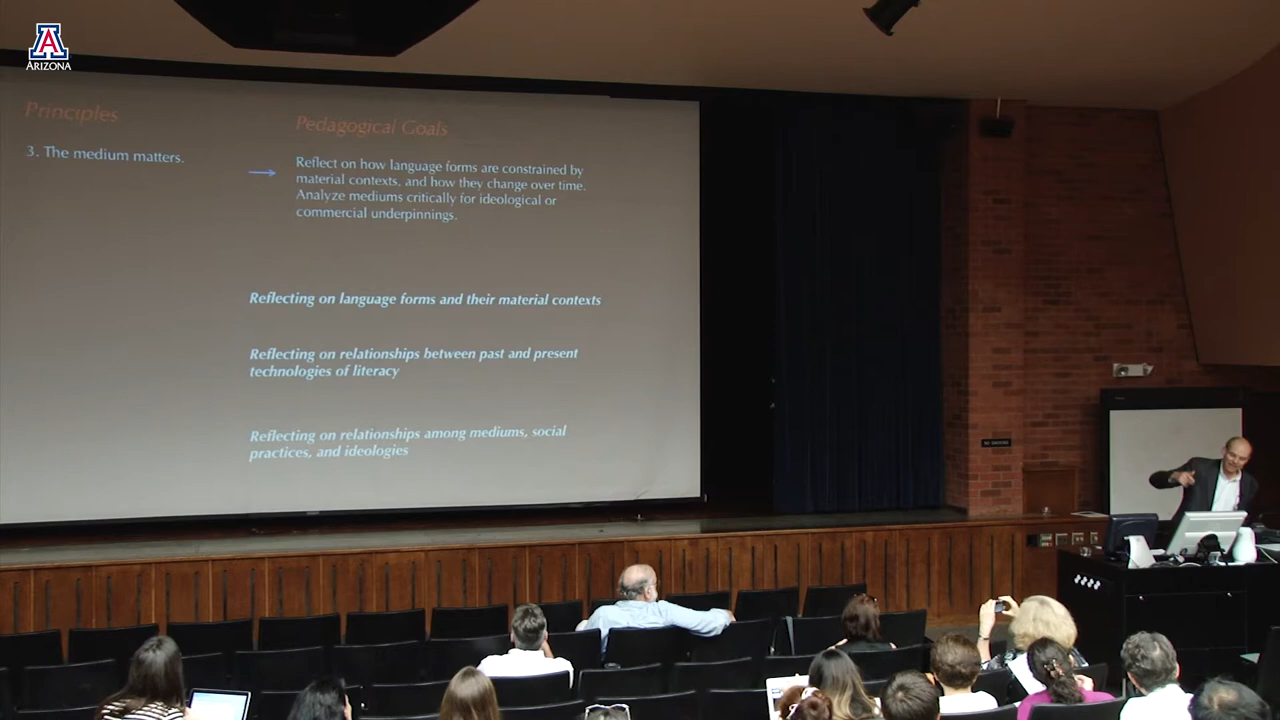 ARIZONA
Principles
Pedagogical Goals
3. The medium matters.
Reflect on how language forms are constrained by
material contexts, and how they change over time.
Analyze mediums critically for ideological or
commercial underpinnings.
Reflecting on language forms and their material contexts
Reflecting on relationships between past and present
technologies of literacy
Reflecting on relationships among mediums, social
practices, and ideologies
NO SMOKING